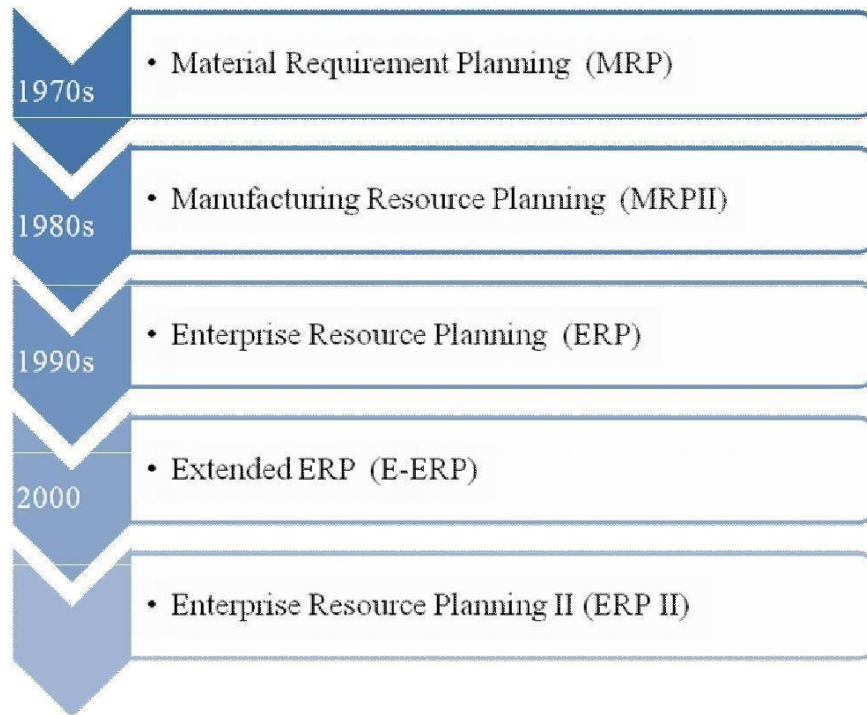 1970s
• Material Requirement Planning (MRP)
1980s
• Manufacturing Resource Planning (MRPII)
1990s
• Enterprise Resource Planning (ERP)
2000
• Extended ERP (E-ERP)
• Enterprise Resource Planning II (ERP II)